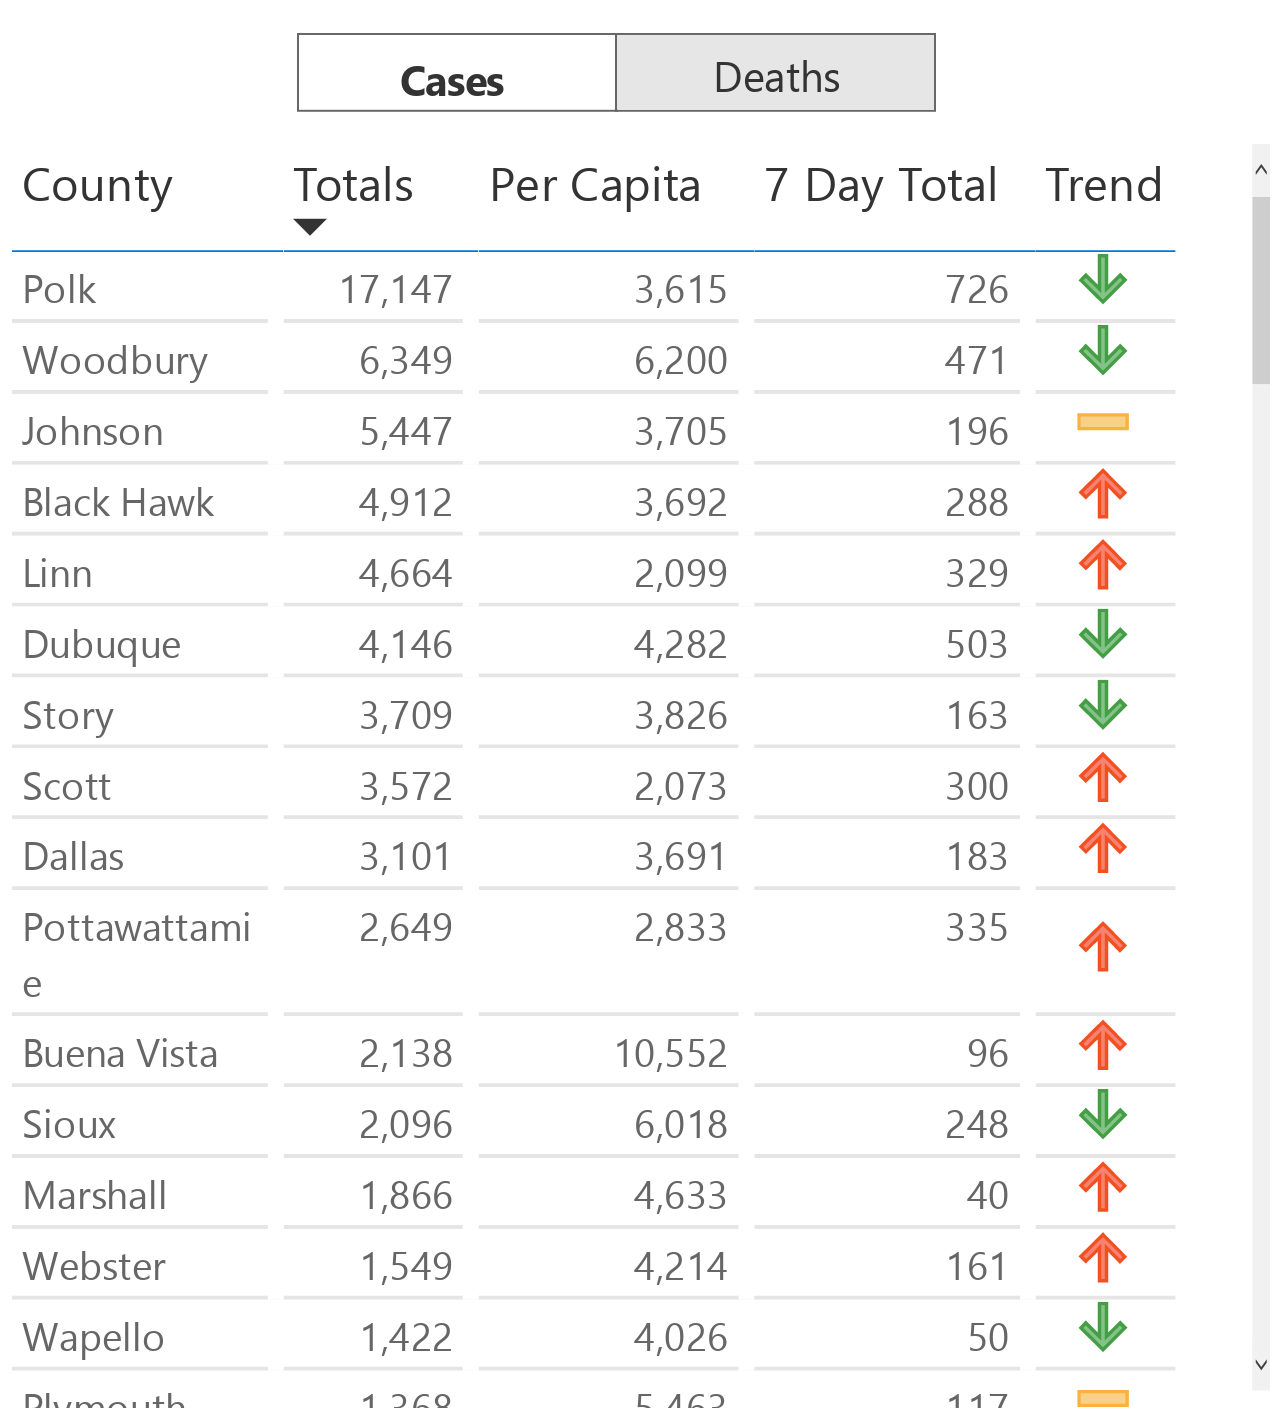 Cases Deaths
County Totals Per Capita 7 Day Total Trend
Polk 17,147 3,615 726
Woodbury 6,349 6,200 471
Johnson 5,447 3,705 196
Black Hawk 4,912 3,692 288
Linn 4,664 2,099 329
Dubuque 4,146 4,282 503
Story 3,709 3,826 163
Scott 3,572 2,073 300
Dallas 3,101 3,691 183
Pottawattami 2,649 2,833 335
e
Buena Vista 2,138 10,552 96
Sioux 2,096 6,018 248
Marshall 1,866 4,633 40
Webster 1,549 4,214 161
Wapello 1,422 4,026 50
Plymouth 1,368 5,463 117